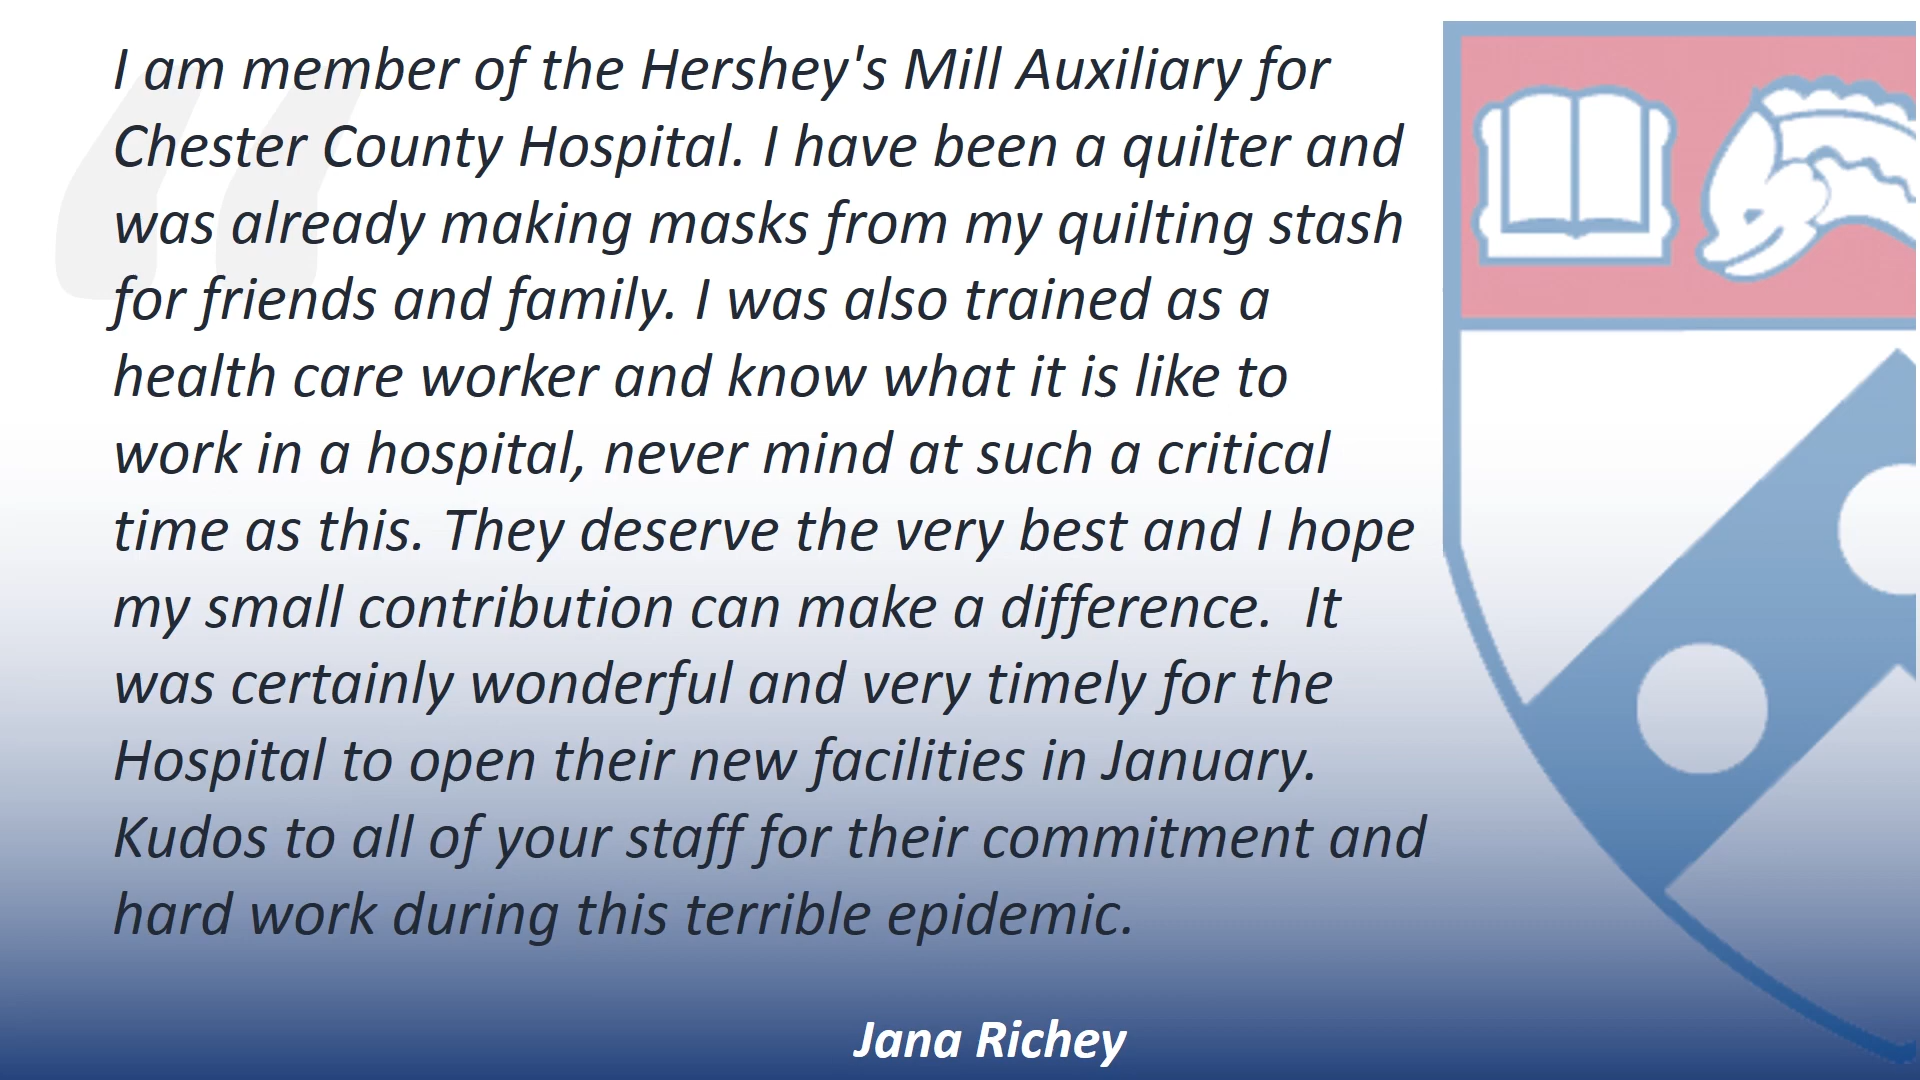 I am member of the Hershey's Mill Auxiliary for
Chester County Hospital. I have been a quilter and
was already making masks from my quilting stash
for friends and family. I was also trained as a
health care worker and know what it is like to
work in a hospital, never mind at such a critical
time as this. They deserve the very best and I hope
my small contribution can make a difference.  It
was certainly wonderful and very timely for the
Hospital to open their new facilities in January.
Kudos to all of your staff for their commitment and
hard work during this terrible epidemic.
Jana Richey